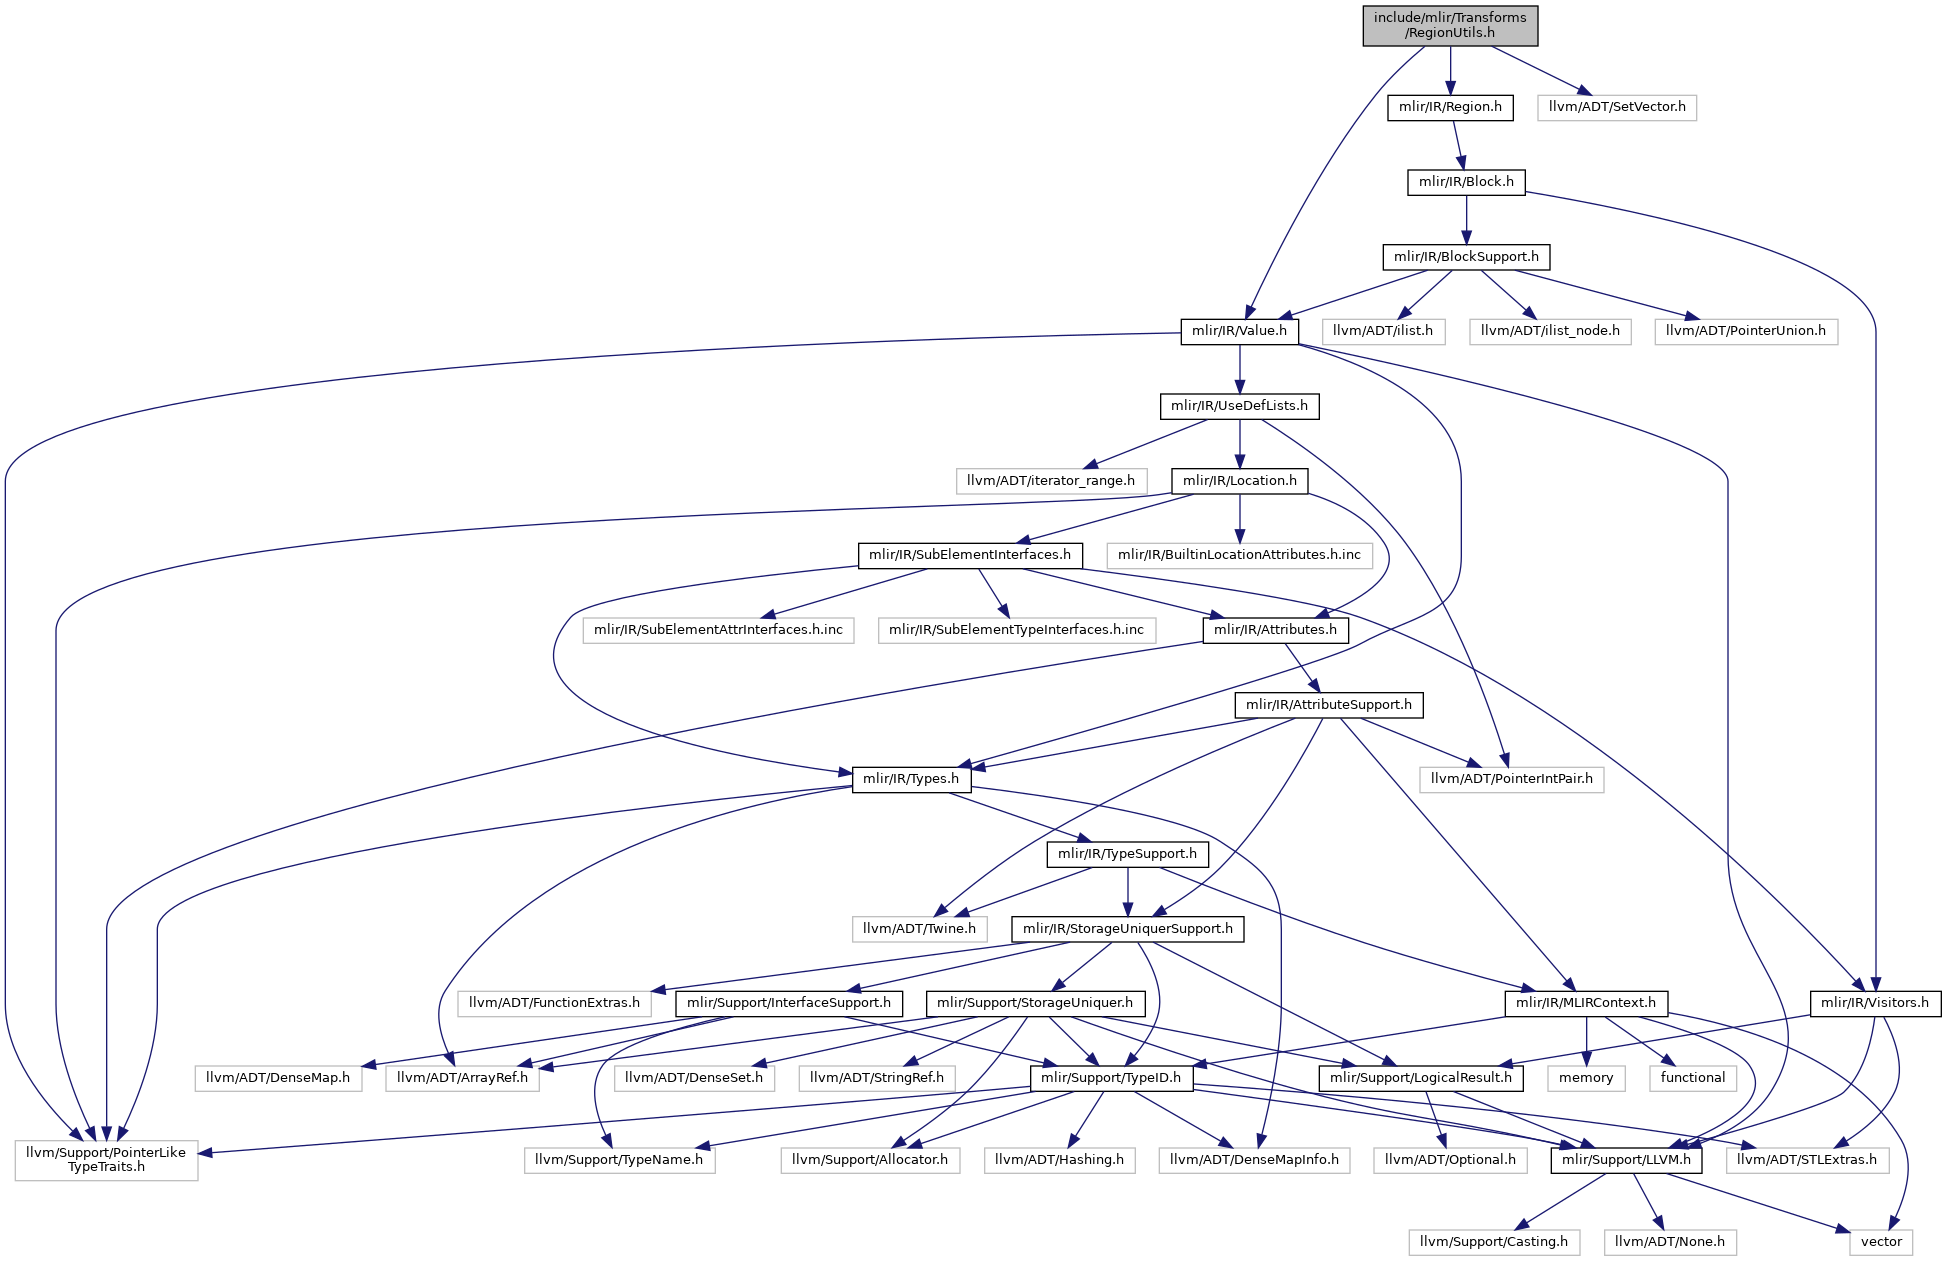 include/mlir/Transforms
/RegionUtils.h
mlir/IR/Region.h
llvm/ADT/SetVector.h
mlir/IR/Block.h
mlir/IR/BlockSupport.h
mlir/IR/Value.h
llvm/ADT/ilist.h
llvm/ADT/ilist_node.h
llvm/ADT/PointerUnion.h
mlir/IR/UseDefLists.h
llvm/ADT/iterator_range.h
mlir/IR/Location.h
mlir/IR/SubElementInterfaces.h
mlir/IR/BuiltinLocationAttributes.h.inc
mlir/IR/SubElementAttrInterfaces.h.inc
mlir/IR/SubElementTypeInterfaces.h.inc
mlir/IR/Attributes.h
mlir/IR/AttributeSupport.h
mlir/IR/Types.h
llvm/ADT/PointerIntPair.h
mlir/IR/TypeSupport.h
llvm/ADT/Twine.h
mlir/IR/StorageUniquerSupport.h
llvm/ADT/FunctionExtras.h
mlir/Support/InterfaceSupport.h
mlir/Support/StorageUniquer.h
mlir/IR/MLIRContext.h
mlir/IR/Visitors.h
llvm/ADT/DenseMap.h
llvm/ADT/ArrayRef.h
llvm/ADT/DenseSet.h
llvm/ADT/StringRef.h
mlir/Support/TypeID.h
mlir/Support/LogicalResult.h
memory
functional
llvm/Support/PointerLike
TypeTraits.h
llvm/Support/TypeName.h
llvm/Support/Allocator.h
llvm/ADT/Hashing.h
llvm/ADT/DenseMapInfo.h
llvm/ADT/Optional.h
mlir/Support/LLVM.h
llvm/ADT/STLExtras.h
llvm/Support/Casting.h
llvm/ADT/None.h
vector